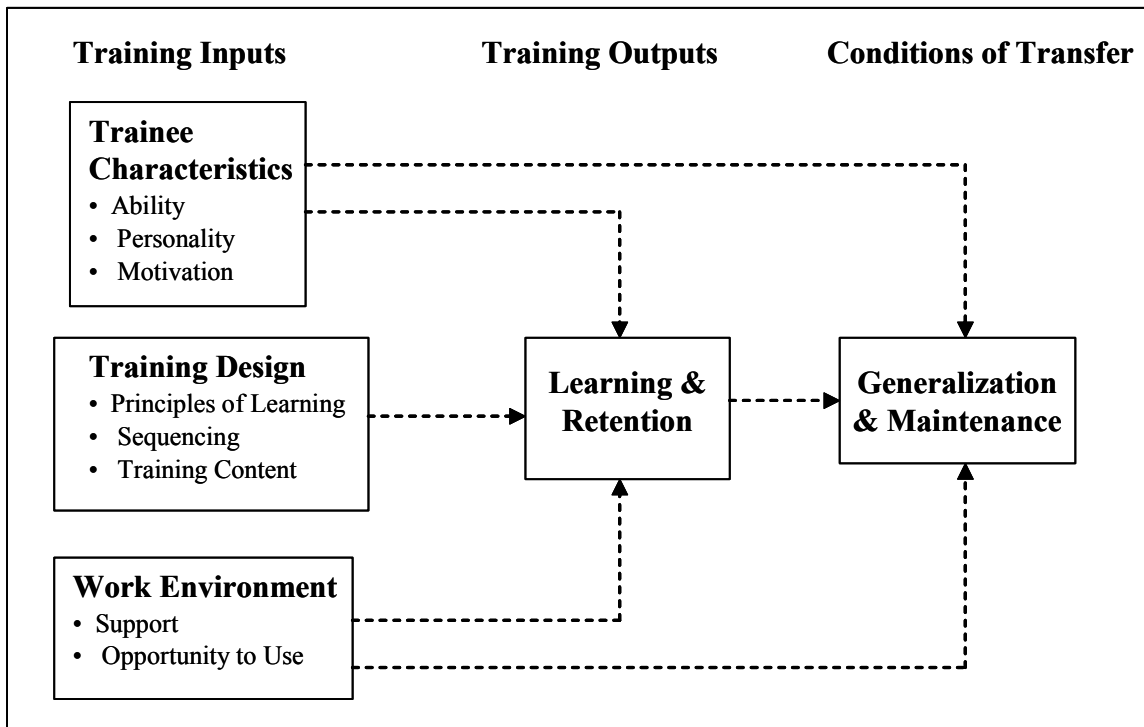 Training Inputs
Training Outputs
Conditions of Transfer
Trainee
Characteristics
• Ability
• Personality
• Motivation
Training Design
• Principles of Learning
• Sequencing
• Training Content
Work Environment
• Support
• Opportunity to Use
Learning &
Retention
Generalization
& Maintenance